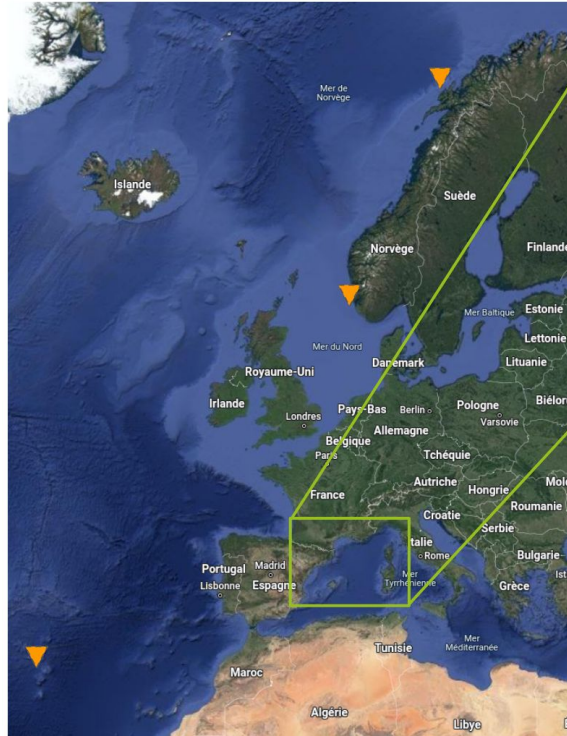 Mer de
Norvège
Islande
Suède
Norvège
Finlande
Mer Baltique
Estonie
Lettonie
Mer du Nord
Danemark
Lituanie
Royaume-Uni
Irlande
Londres
Pays-Bas
Berlin
Pologne
Varsovie
Biélor
Belgique
Allemagne
Paris
Tchéquie
France
Autriche
Hongrie
Mold
Roumanie
Croatie
Serbie
Italie
Rome
Bulgarie
Portugal
Madrid
Lisbonne
Espagne
Mer
Tyrrhénienne
Grèce
Ist
Mer
Méditerranée
Tunisie
Maroc
Algérie
Libye